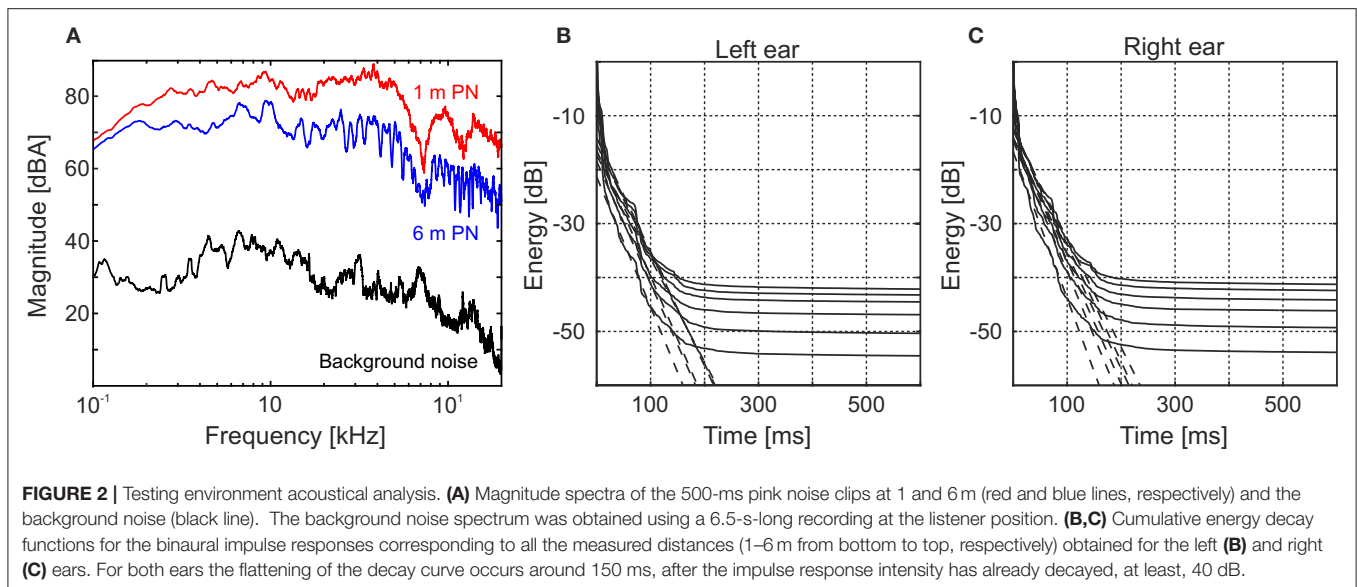 A
Magnitude [dBA]
80
60
40
20
1 m PN
6 m PN
Background noise
10-1
10
10¹
Frequency [kHz]
B
Left ear
Energy [dB]
-10
-30
-50
100
300
500
Time [ms]
C
Right ear
Energy [dB]
-10
-30
-50
100
300
500
Time [ms]
FIGURE 2 | Testing environment acoustical analysis. (A) Magnitude spectra of the 500-ms pink noise clips at 1 and 6 m (red and blue lines, respectively) and the
background noise (black line). The background noise spectrum was obtained using a 6.5-s-long recording at the listener position. (B,C) Cumulative energy decay
functions for the binaural impulse responses corresponding to all the measured distances (1–6 m from bottom to top, respectively) obtained for the left (B) and right
(C) ears. For both ears the flattening of the decay curve occurs around 150 ms, after the impulse response intensity has already decayed, at least, 40 dB.